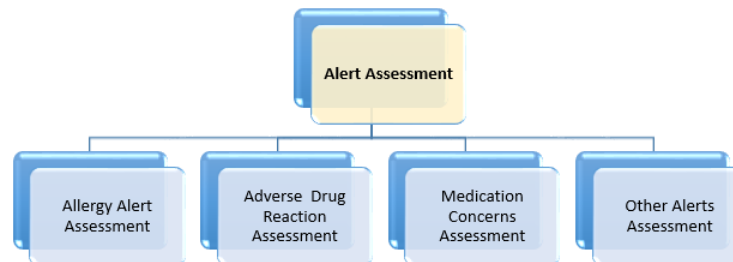 Alert Assessment
Allergy Alert
Assessment
Adverse Drug
Reaction
Assessment
Medication
Concerns
Assessment
Other Alerts
Assessment